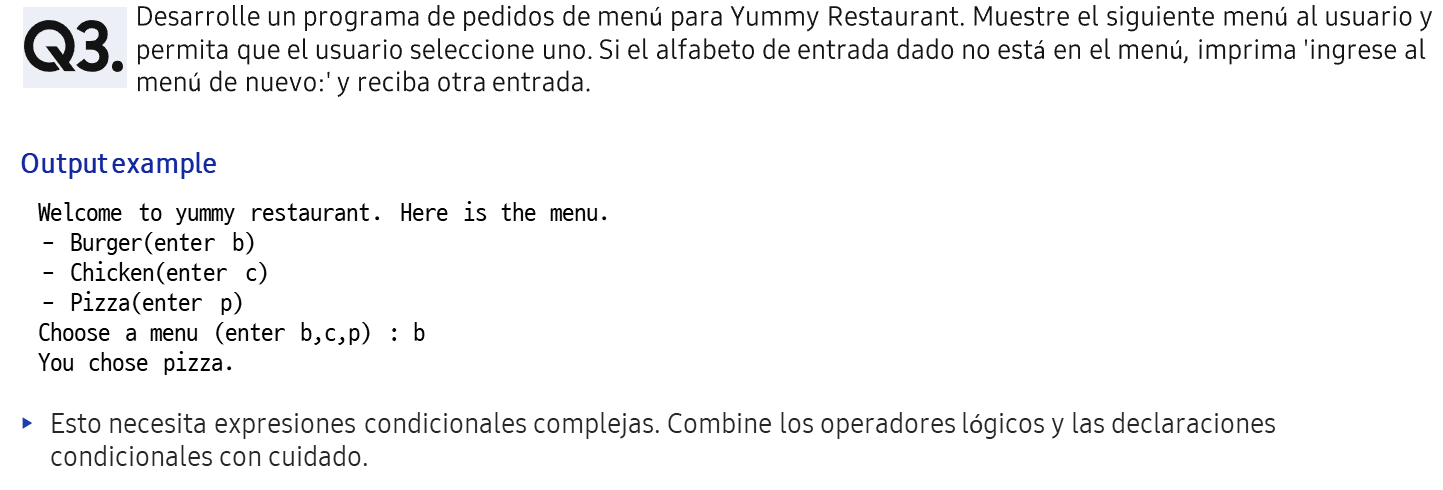 Q3. Desarrolle un programa de pedidos de menú para Yummy Restaurant. Muestre el siguiente menú al usuario y
permita que el usuario seleccione uno. Si el alfabeto de entrada dado no está en el menú, imprima 'ingrese al
menú de nuevo:' y reciba otra entrada.
Output example
Welcome to yummy restaurant. Here is the menu.
- Burger(enter b)
- Chicken(enter c)
- Pizza(enter p)
Choose a menu (enter b,c,p) : b
You chose pizza.
▸ Esto necesita expresiones condicionales complejas. Combine los operadores lógicos y las declaraciones
condicionales con cuidado.